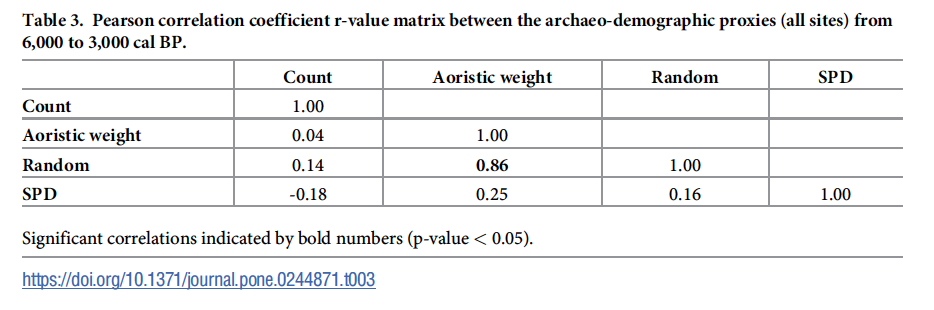 Table 3. Pearson correlation coefficient r-value matrix between the archaeo-demographic proxies (all sites) from
6,000 to 3,000 cal BP.
Count Aoristic weight Random SPD
Count 1.00
Aoristic weight 0.04 1.00
Random 0.14 0.86 1.00
SPD -0.18 0.25 0.16 1.00
Significant correlations indicated by bold numbers (p-value < 0.05).
https://doi.org/10.1371/journal.pone.0244871.t003